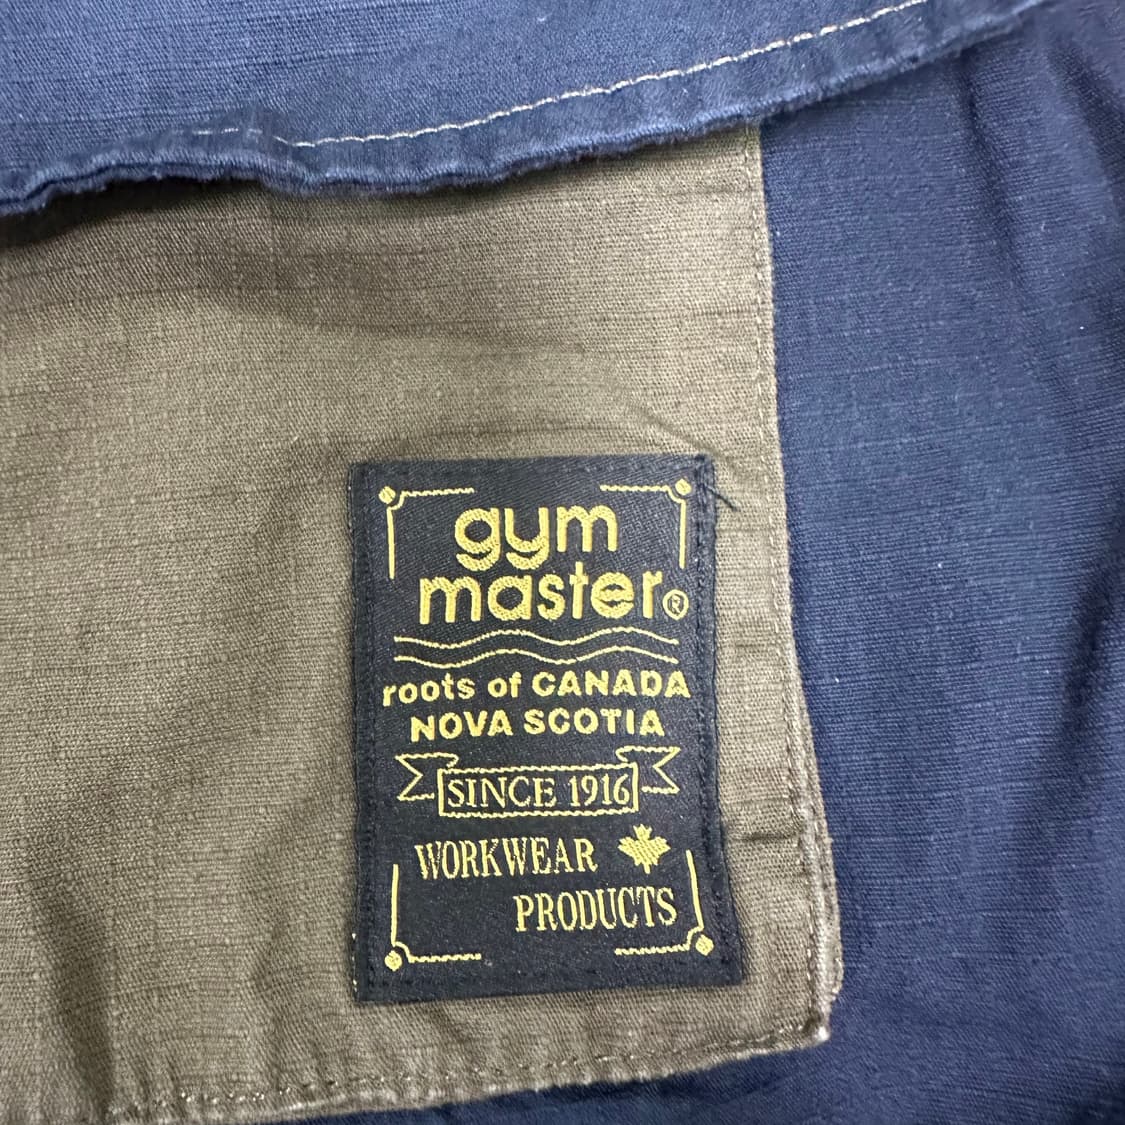 gym
master®
roots of CANADA
NOVA SCOTIA
SINCE 1916
WORKWEAR
PRODUCTS